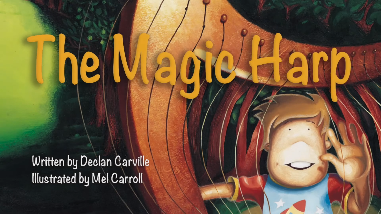 The Magic Harp
Written by Declan Carville
Illustrated by Mel Carroll